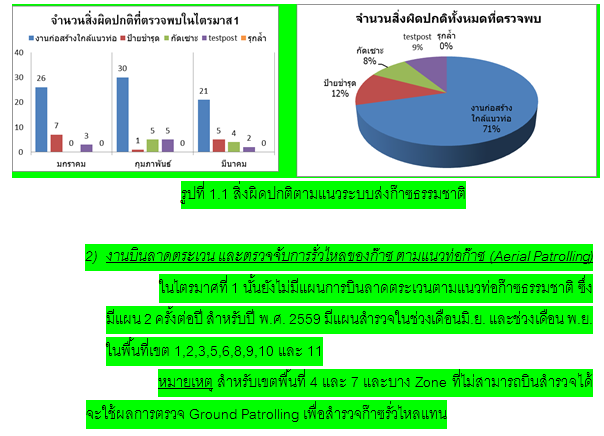 จำนวนสิ่งผิดปกติที่ตรวจพบในไตรมาส1
งานก่อสร้างใกล้แนวท่อ ป้ายชำรุด กัดเซาะ testpost รุกล้ำ
40
30
20
10
0
26 7 0 3 0
30 1 5 5 0
21 5 4 2 0
มกราคม กุมภาพันธ์ มีนาคม
จำนวนสิ่งผิดปกติทั้งหมดที่ตรวจพบ
กัดเซาะ
8%
testpost
9%
รุกล้ำ
0%
ป้ายชำรุด
12%
งานก่อสร้าง
ใกล้แนวท่อ
71%
รูปที่ 1.1 สิ่งผิดปกติตามแนวระบบส่งก๊าซธรรมชาติ
2) งานบินลาดตระเวน และตรวจจับการรั่วไหลของก๊าซ ตามแนวท่อก๊าซ (Aerial Patrolling)
ในไตรมาศที่ 1 นั้นยังไม่มีแผนการบินลาดตระเวนตามแนวท่อก๊าซธรรมชาติ ซึ่ง
มีแผน 2 ครั้งต่อปี สำหรับปี พ.ศ. 2559 มีแผนสำรวจในช่วงเดือนมิ.ย. และช่วงเดือน พ.ย.
ในพื้นที่เขต 1,2,3,5,6,8,9,10 และ 11
หมายเหตุ สำหรับเขตพื้นที่ 4 และ 7 และบาง Zone ที่ไม่สามารถบินสำรวจได้
จะใช้ผลการตรวจ Ground Patrolling เพื่อสำรวจก๊าซรั่วไหลแทน